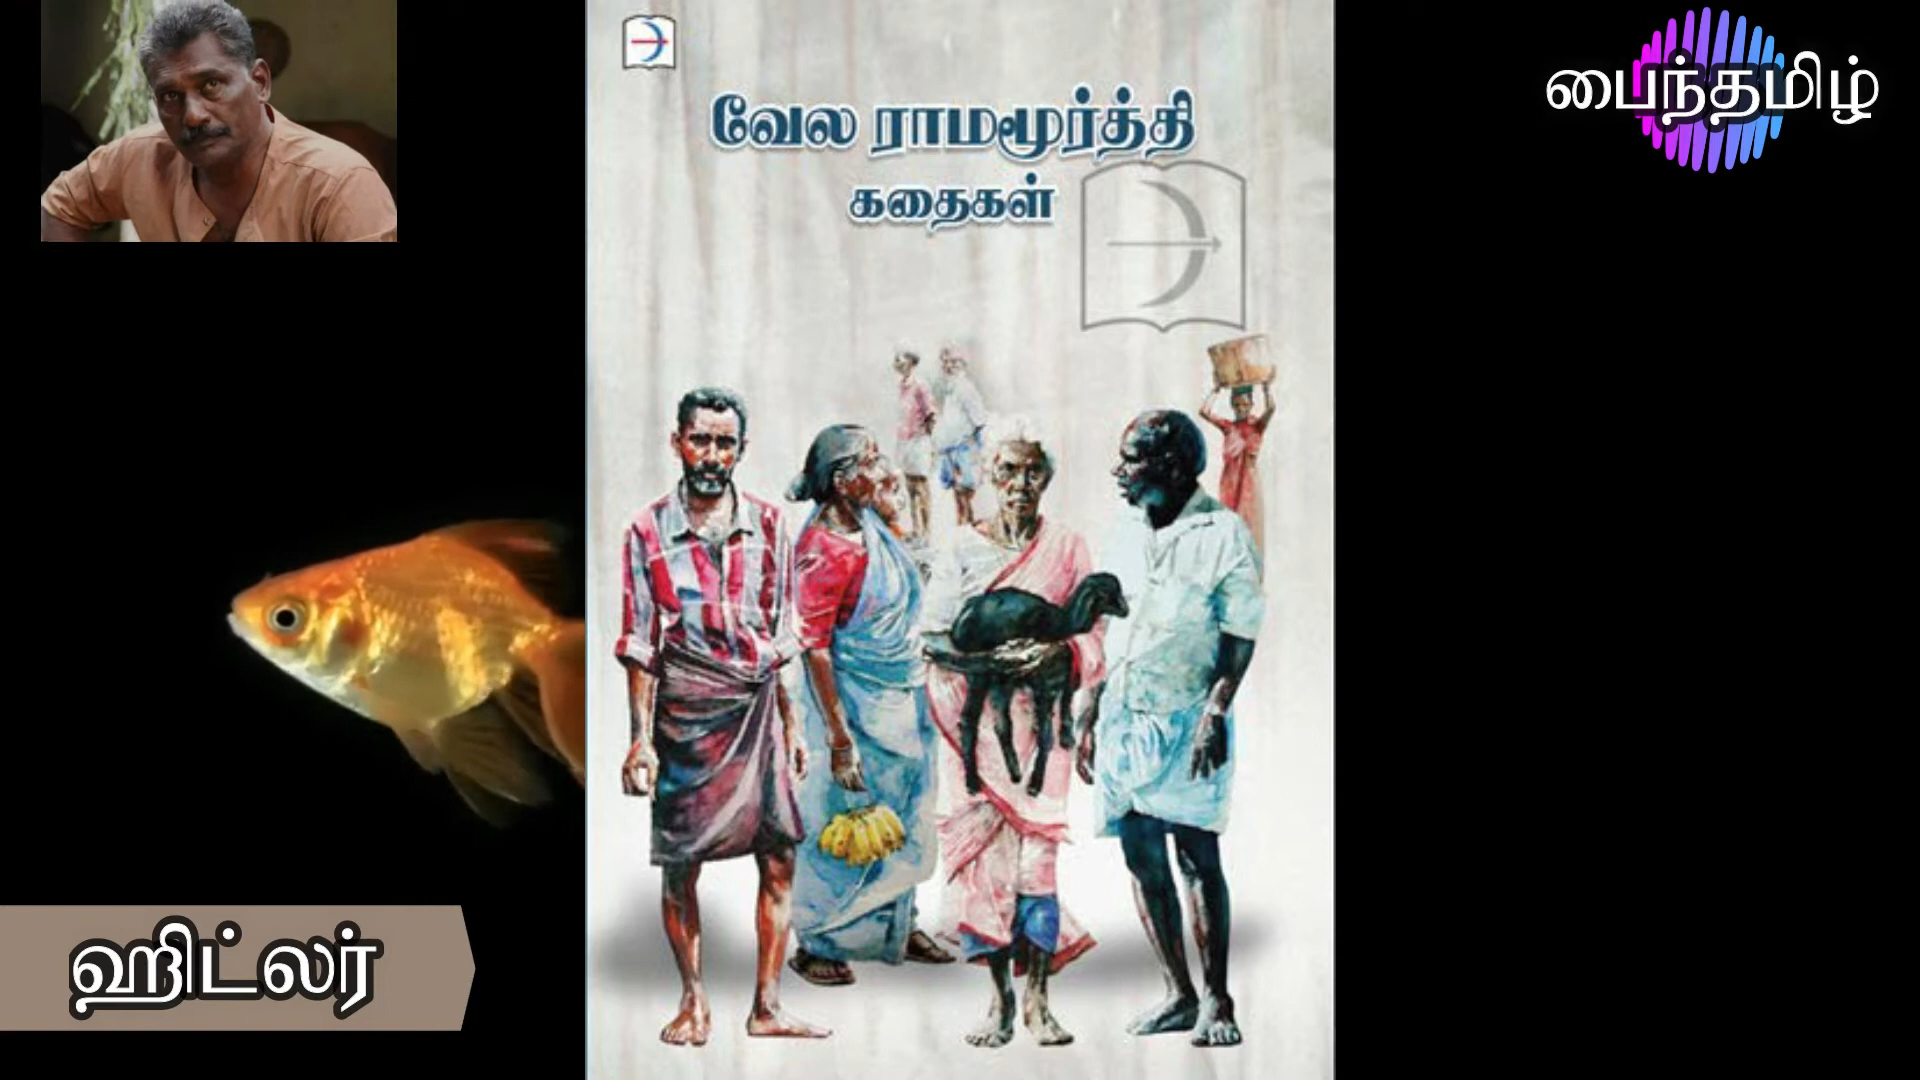 வேல ராமமூர்த்தி
கதைகள்
பைந்தமிழ்
ஹிட்லர்